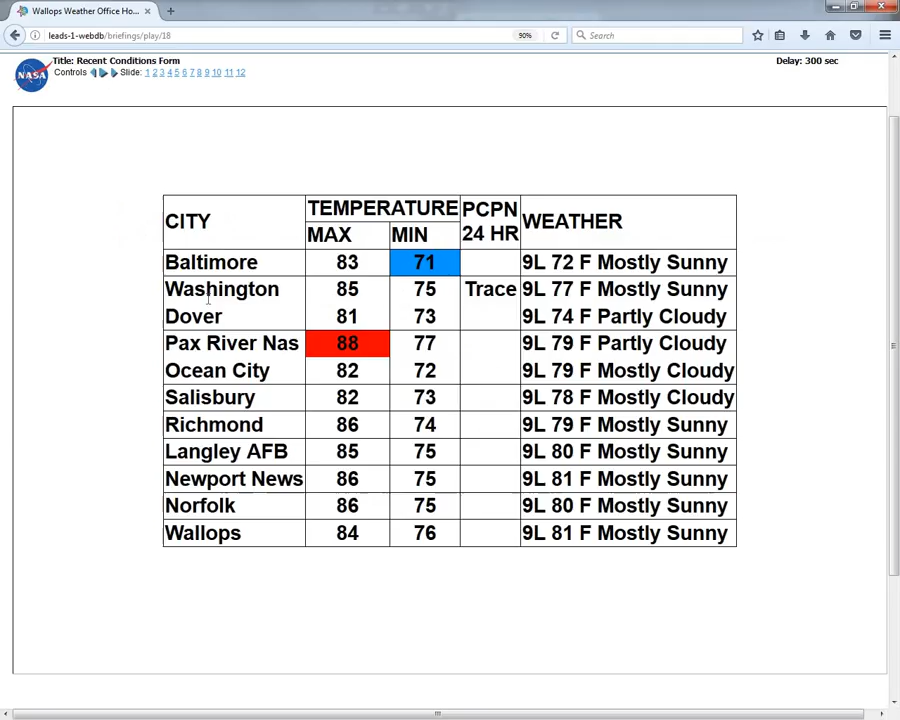 Wallops Weather Office Ho...
leads-1-webdb/briefings/play/18
90%
Search
NASA
Title: Recent Conditions Form
Delay: 300 sec
Controls Slide: 1 2 3 4 5 6 7 8 9 10 11 12
CITY TEMPERATURE PCPN 24 HR WEATHER
MAX MIN
Baltimore 83 71 9L 72 F Mostly Sunny
Washington 85 75 Trace 9L 77 F Mostly Sunny
Dover 81 73 9L 74 F Partly Cloudy
Pax River Nas 88 77 9L 79 F Partly Cloudy
Ocean City 82 72 9L 79 F Mostly Cloudy
Salisbury 82 73 9L 78 F Mostly Cloudy
Richmond 86 74 9L 79 F Mostly Sunny
Langley AFB 85 75 9L 80 F Mostly Sunny
Newport News 86 75 9L 81 F Mostly Sunny
Norfolk 86 75 9L 80 F Mostly Sunny
Wallops 84 76 9L 81 F Mostly Sunny